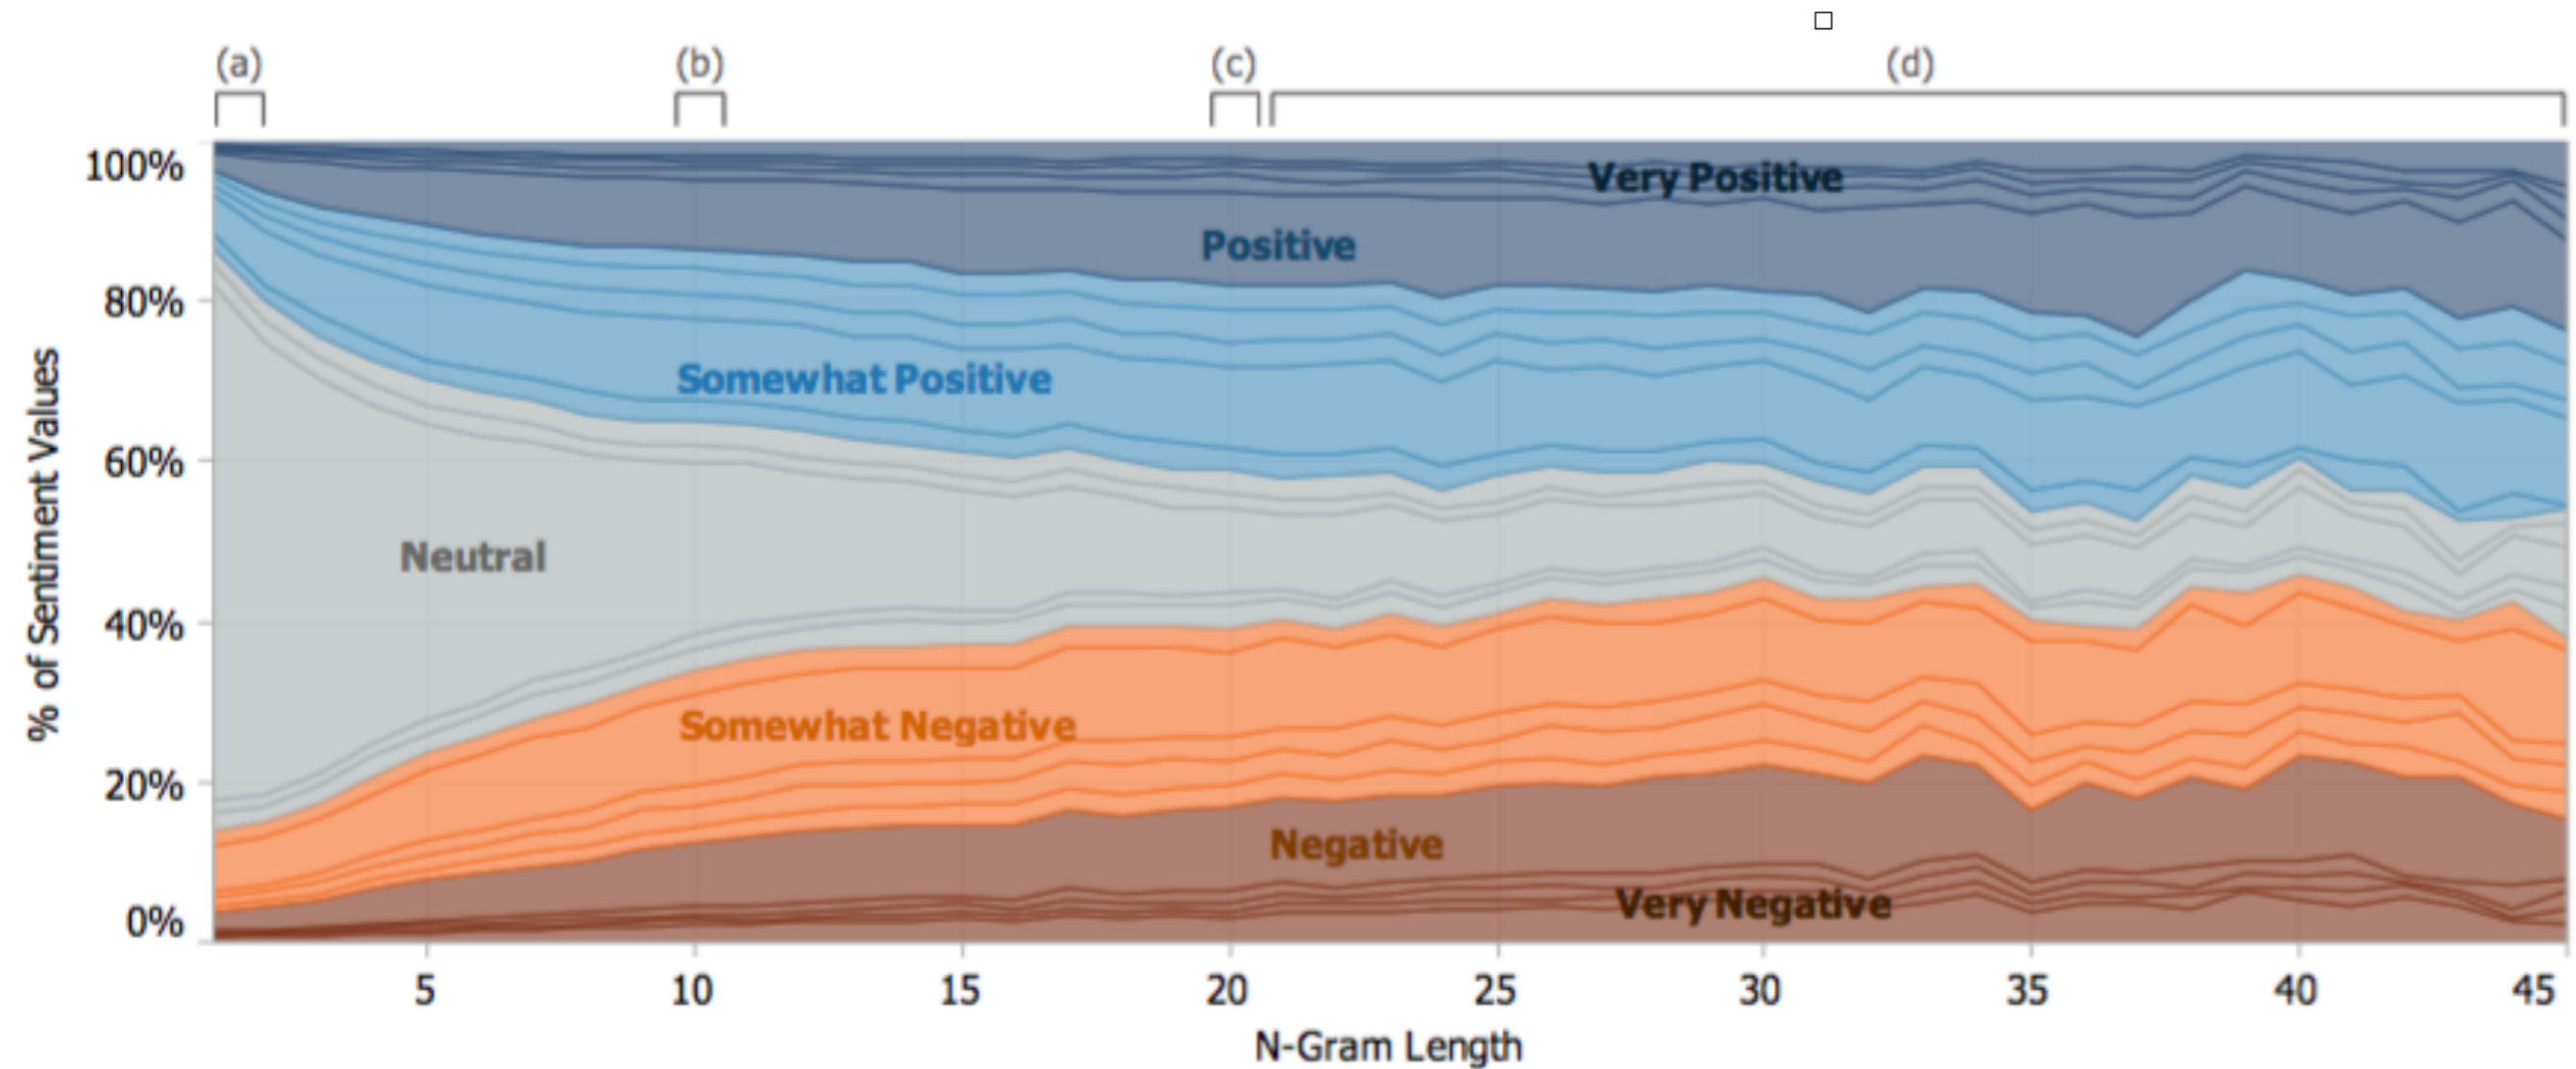 (a) (b) (c) (d)
100%
80%
60%
40%
20%
0%
% of Sentiment Values
Very Positive
Positive
Somewhat Positive
Neutral
Somewhat Negative
Negative
Very Negative
5 10 15 20 25 30 35 40 45
N-Gram Length